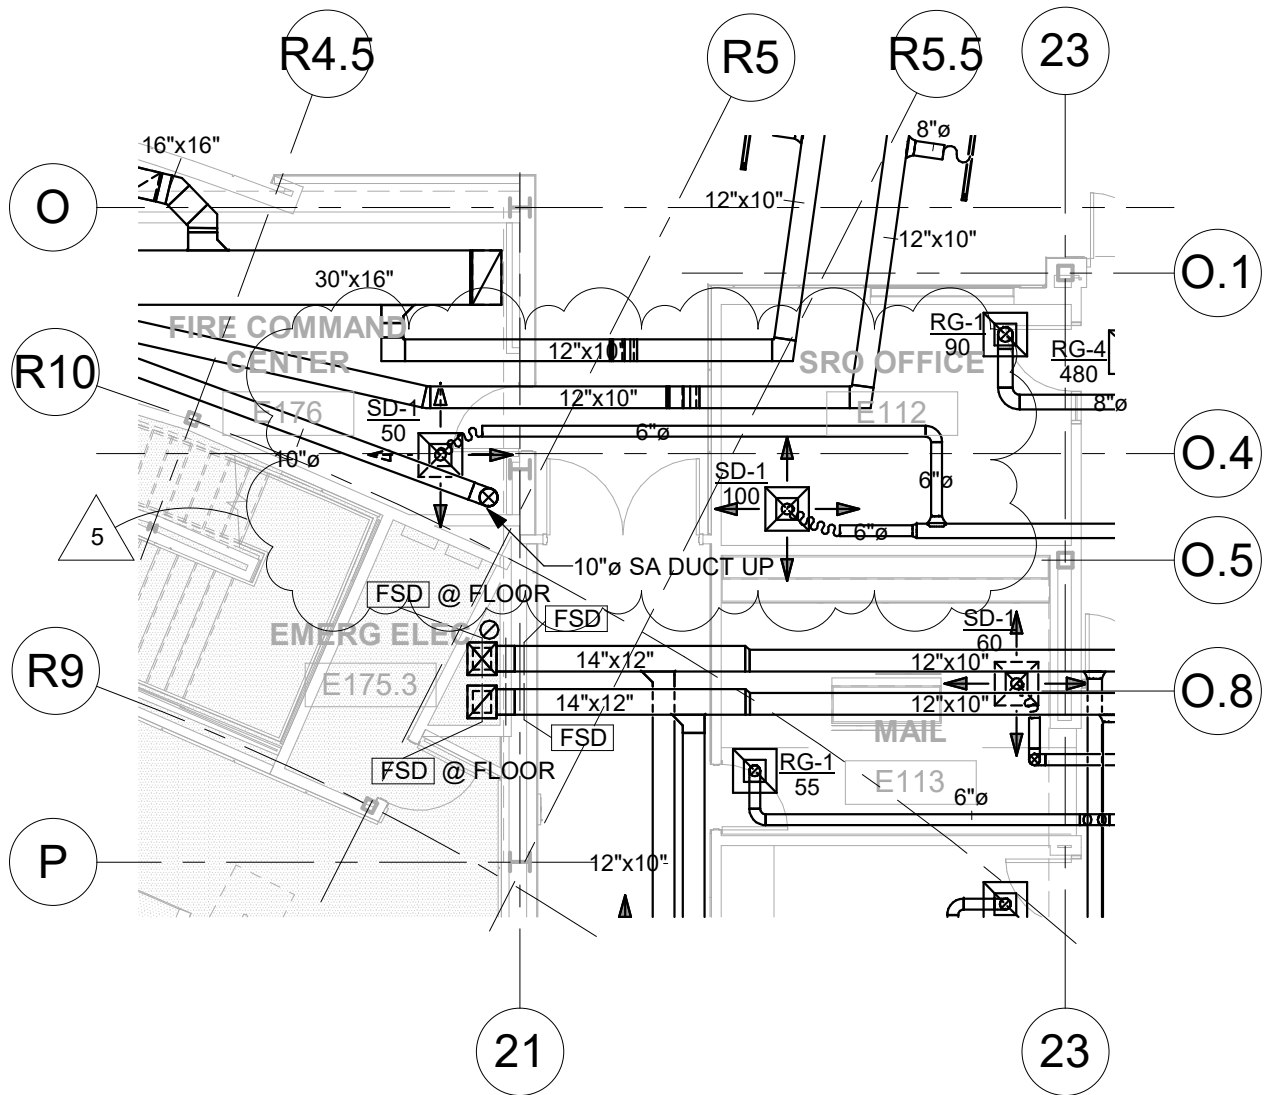 R4.5
R5
R5.5
23
8"ø
16"x16"
12"x10"
O
12"x10"
O.1
30"x16"
RG-1
90
FIRE COMMAND
CENTER
12"x10"
SRO OFFICE
RG-4
480
R10
E176
SD-1
50
12"x10"
E112
8"ø
6"ø
10"ø
O.4
SD-1
100
6"ø
5
6"ø
10"ø SA DUCT UP
O.5
FSD @ FLOOR
FSD
EMERG ELEC
SD-1
60
14"x12"
12"x10"
R9
E175.3
O.8
14"x12"
12"x10"
FSD
MAIL
FSD @ FLOOR
RG-1
55
E113
6"ø
P
12"x10"
21
23